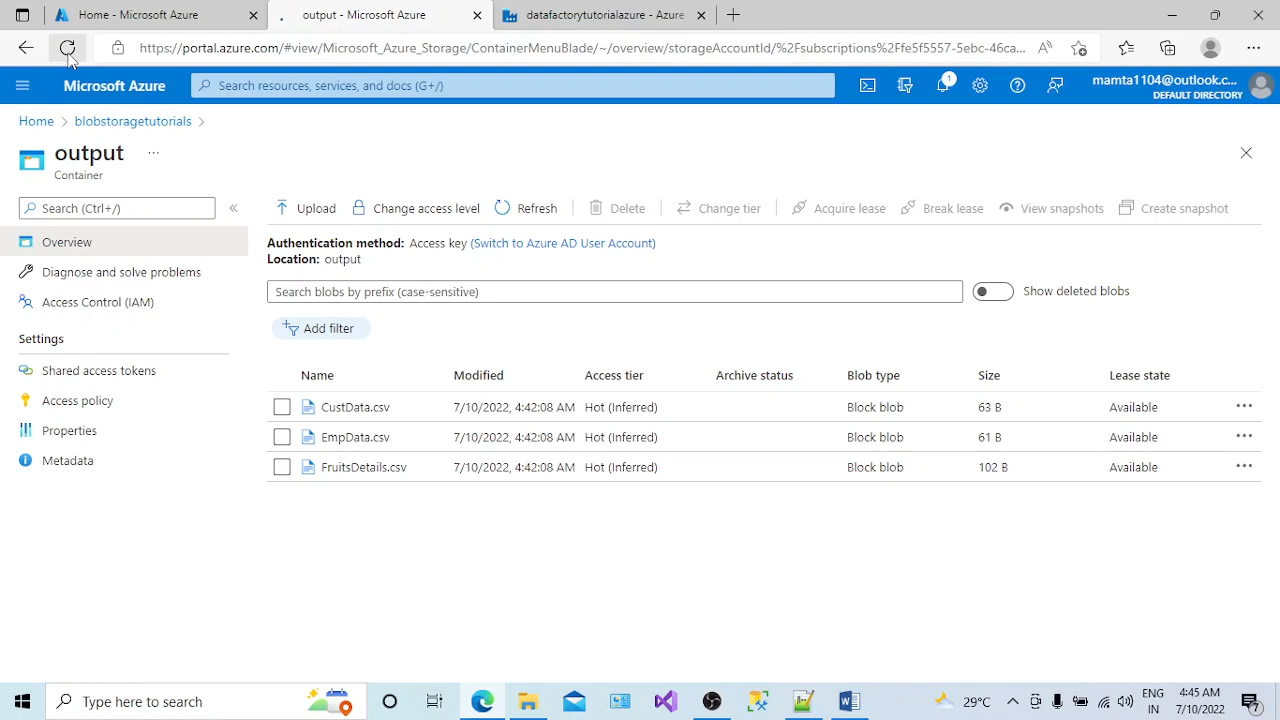 Home - Microsoft Azure
output - Microsoft Azure
datafactorytutorialazure - Azure
https://portal.azure.com/#view/Microsoft_Azure_Storage/ContainerMenuBlade/~/overview/storageAccountId/%2Fsubscriptions%2Ffe5f5557-5ebc-46ca...
Microsoft Azure
Search resources, services, and docs (G+/)
1
mamta1104@outlook.c...
DEFAULT DIRECTORY
Home > blobstoragetutorials >
output ...
Container
Search (Ctrl+/) «
Upload Change access level Refresh Delete Change tier Acquire lease Break lease View snapshots Create snapshot
Overview
Diagnose and solve problems
Access Control (IAM)
Settings
Shared access tokens
Access policy
Properties
Metadata
Authentication method: Access key (Switch to Azure AD User Account)
Location: output
Search blobs by prefix (case-sensitive)
Show deleted blobs
Add filter
Name Modified Access tier Archive status Blob type Size Lease state
CustData.csv 7/10/2022, 4:42:08 AM Hot (Inferred) Block blob 63 B Available ...
EmpData.csv 7/10/2022, 4:42:08 AM Hot (Inferred) Block blob 61 B Available ...
FruitsDetails.csv 7/10/2022, 4:42:08 AM Hot (Inferred) Block blob 102 B Available ...
Type here to search
29°C
ENG
IN
4:45 AM
7/10/2022
7